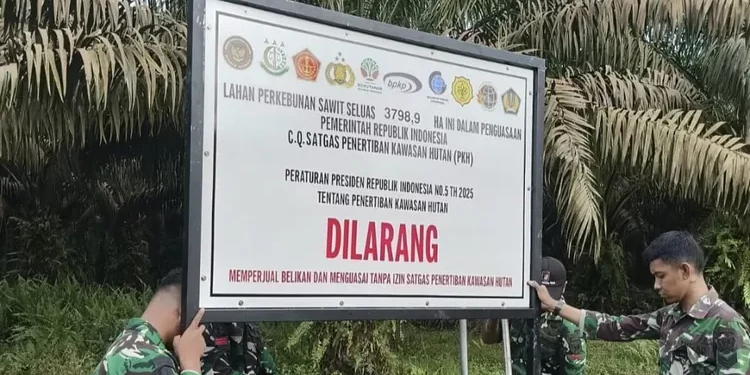 bpkp
LAHAN PERKEBUNAN SAWIT SELUAS 3798,9 HA INI DALAM PENGUASAAN
PEMERINTAH REPUBLIK INDONESIA
C.Q.SATGAS PENERTIBAN KAWASAN HUTAN (PKH)
PERATURAN PRESIDEN REPUBLIK INDONESIA NO.5 TH 2025
TENTANG PENERTIBAN KAWASAN HUTAN
DILARANG
MEMPERJUAL BELIKAN DAN MENGUASAI TANPA IZIN SATGAS PENERTIBAN KAWASAN HUTAN